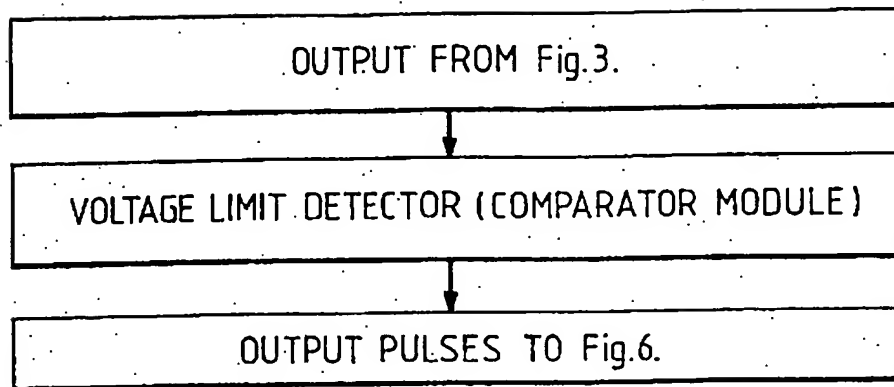 OUTPUT FROM Fig.3.
VOLTAGE LIMIT DETECTOR (COMPARATOR MODULE)
OUTPUT PULSES TO Fig.6.